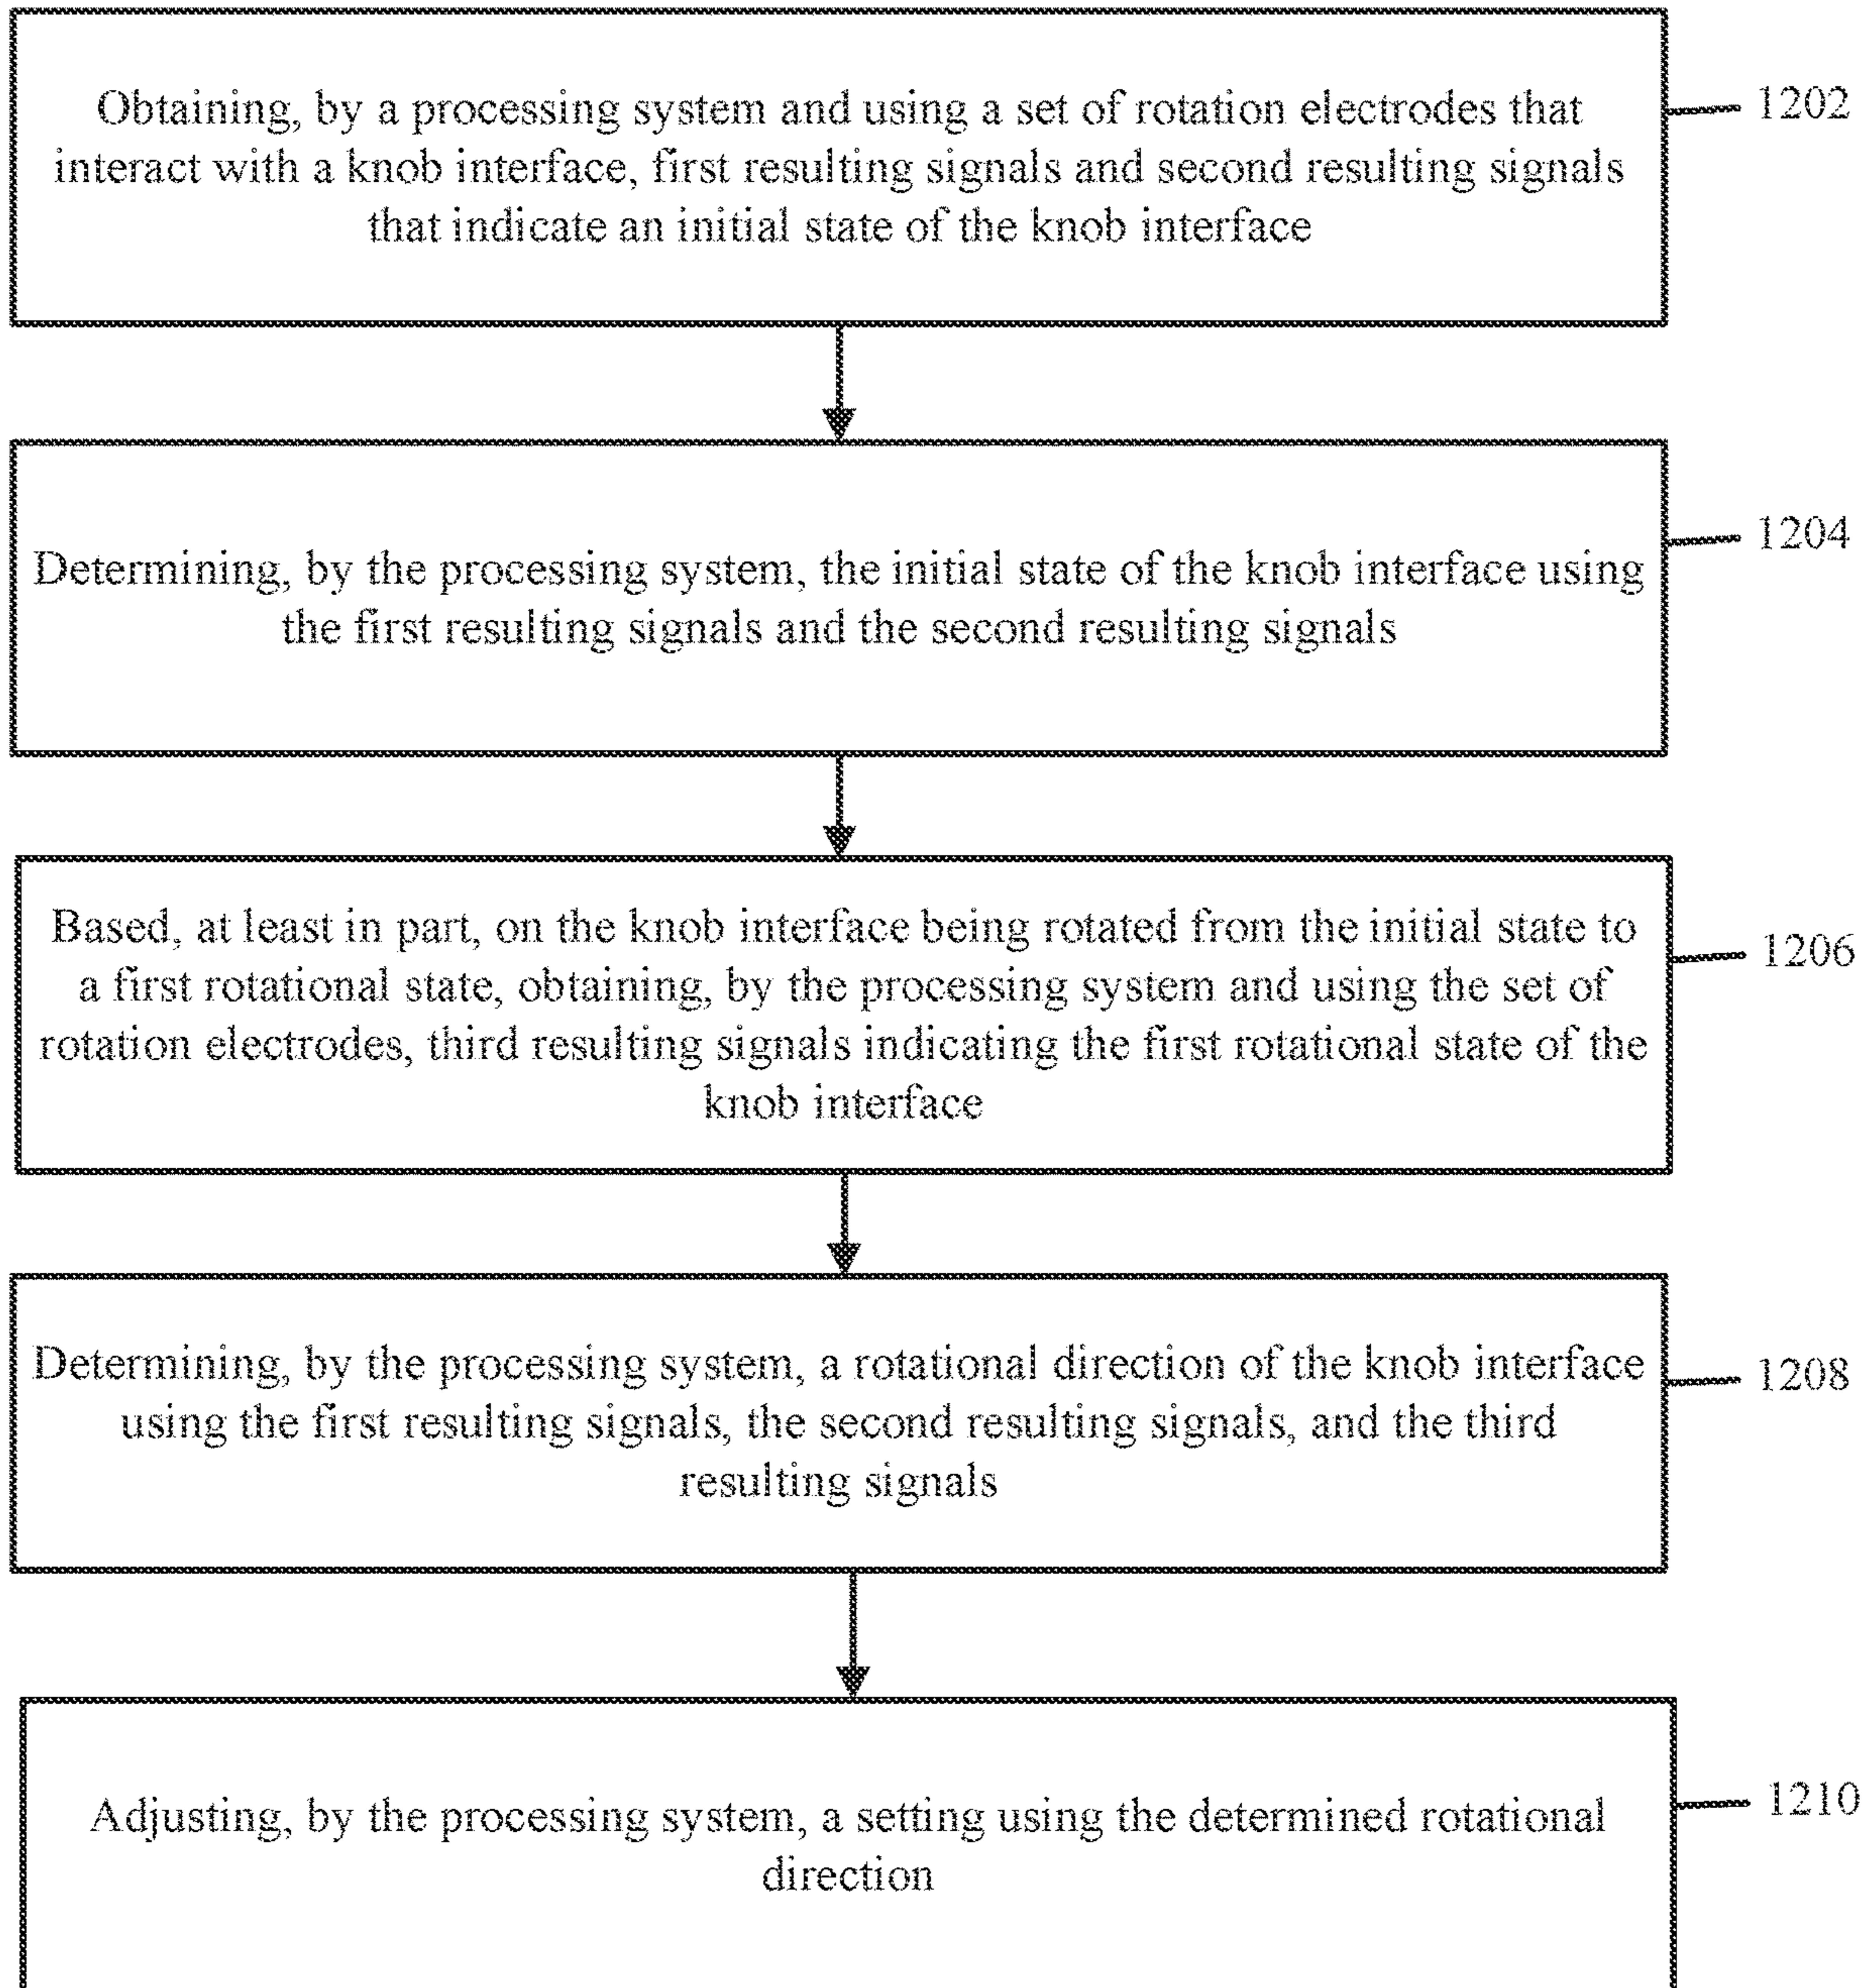 Obtaining, by a processing system and using a set of rotation electrodes that
interact with a knob interface, first resulting signals and second resulting signals
that indicate an initial state of the knob interface
1202
Determining, by the processing system, the initial state of the knob interface using
the first resulting signals and the second resulting signals
1204
Based, at least in part, on the knob interface being rotated from the initial state to
a first rotational state, obtaining, by the processing system and using the set of
rotation electrodes, third resulting signals indicating the first rotational state of the
knob interface
1206
Determining, by the processing system, a rotational direction of the knob interface
using the first resulting signals, the second resulting signals, and the third
resulting signals
1208
Adjusting, by the processing system, a setting using the determined rotational
direction
1210